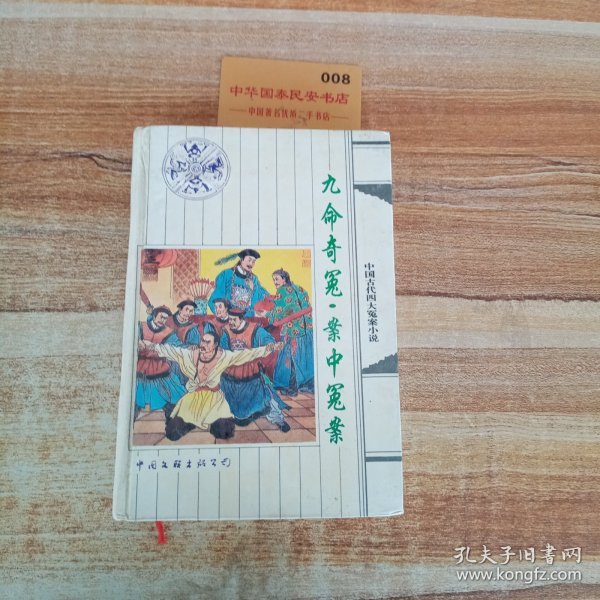 008
中华国泰民安书店
中国著名优质二手书店
九命奇冤·案中冤案
中国古代四大冤案小说
中国文联出版公司
孔夫子旧书网
www.kongfz.com